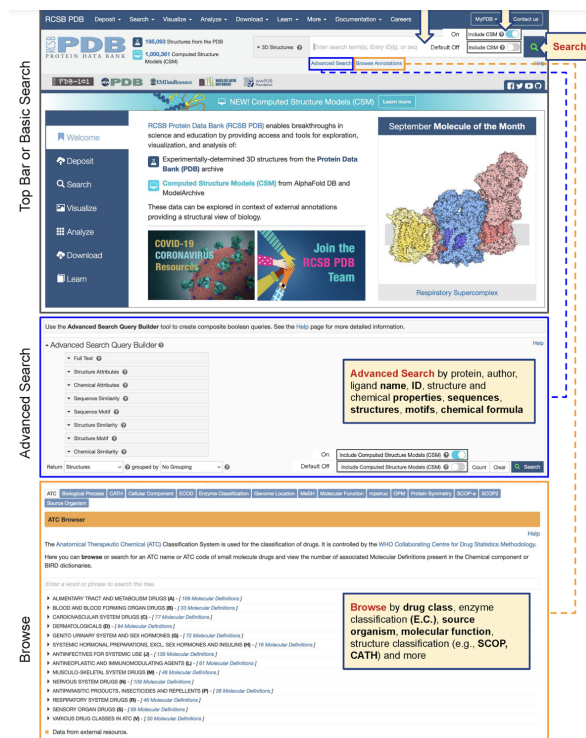 RCSB PDB Deposit Search Visualize Analyze Download Learn More Documentation Careers MyPDB Contact us
PDB
PROTEIN DATA BANK
195,093 Structures from the PDB
1,000,361 Computed Structure Models (CSM)
3D Structures
Enter search term(s), Entry ID(s), or seq
On Include CSM
Default Off Include CSM
Search
Advanced Search Browse Annotations Help
PDB-101 PDB EMDataResource NUCLEIC ACID DATABASE wwPDB Foundation
NEW! Computed Structure Models (CSM) Learn more
Top Bar or Basic Search
Welcome
Deposit
Search
Visualize
Analyze
Download
Learn
RCSB Protein Data Bank (RCSB PDB) enables breakthroughs in
science and education by providing access and tools for exploration,
visualization, and analysis of:
Experimentally-determined 3D structures from the Protein Data
Bank (PDB) archive
Computed Structure Models (CSM) from AlphaFold DB and
ModelArchive
These data can be explored in context of external annotations
providing a structural view of biology.
COVID-19
CORONAVIRUS
Resources
Join the
RCSB PDB
Team
September Molecule of the Month
Respiratory Supercomplex
Advanced Search
Use the Advanced Search Query Builder tool to create composite boolean queries. See the Help page for more detailed information.
Advanced Search Query Builder Help
Full Text
Structure Attributes
Chemical Attributes
Sequence Similarity
Sequence Motif
Structure Similarity
Structure Motif
Chemical Similarity
Advanced Search by protein, author,
ligand name, ID, structure and
chemical properties, sequences,
structures, motifs, chemical formula
On Include Computed Structure Models (CSM)
Return Structures grouped by No Grouping Default Off Include Computed Structure Models (CSM) Count Clear Search
Browse
ATC Biological Process CATH Cellular Component ECOD Enzyme Classification Genome Location MeSH Molecular Function mpstruc OPM Protein Symmetry SCOP-e SCOP2
Source Organism
ATC Browser
Help
The Anatomical Therapeutic Chemical (ATC) Classification System is used for the classification of drugs. It is controlled by the WHO Collaborating Centre for Drug Statistics Methodology.
Here you can browse or search for an ATC name or ATC code of small molecule drugs and view the number of associated Molecular Definitions present in the Chemical component or
BIRD dictionaries.
Enter a word or phrase to search the tree.
ALIMENTARY TRACT AND METABOLISM DRUGS (A) - [ 109 Molecular Definitions ]
BLOOD AND BLOOD FORMING ORGAN DRUGS (B) - [ 33 Molecular Definitions ]
CARDIOVASCULAR SYSTEM DRUGS (C) - [ 77 Molecular Definitions ]
DERMATOLOGICALS (D) - [ 84 Molecular Definitions ]
GENITO URINARY SYSTEM AND SEX HORMONES (G) - [ 72 Molecular Definitions ]
SYSTEMIC HORMONAL PREPARATIONS, EXCL. SEX HORMONES AND INSULINS (H) - [ 16 Molecular Definitions ]
ANTIINFECTIVES FOR SYSTEMIC USE (J) - [ 139 Molecular Definitions ]
ANTINEOPLASTIC AND IMMUNOMODULATING AGENTS (L) - [ 61 Molecular Definitions ]
MUSCULO-SKELETAL SYSTEM DRUGS (M) - [ 49 Molecular Definitions ]
NERVOUS SYSTEM DRUGS (N) - [ 109 Molecular Definitions ]
ANTIPARASITIC PRODUCTS, INSECTICIDES AND REPELLENTS (P) - [ 28 Molecular Definitions ]
RESPIRATORY SYSTEM DRUGS (R) - [ 46 Molecular Definitions ]
SENSORY ORGAN DRUGS (S) - [ 68 Molecular Definitions ]
VARIOUS DRUG CLASSES IN ATC (V) - [ 30 Molecular Definitions ]
Data from external resource.
Browse by drug class, enzyme
classification (E.C.), source
organism, molecular function,
structure classification (e.g., SCOP,
CATH) and more